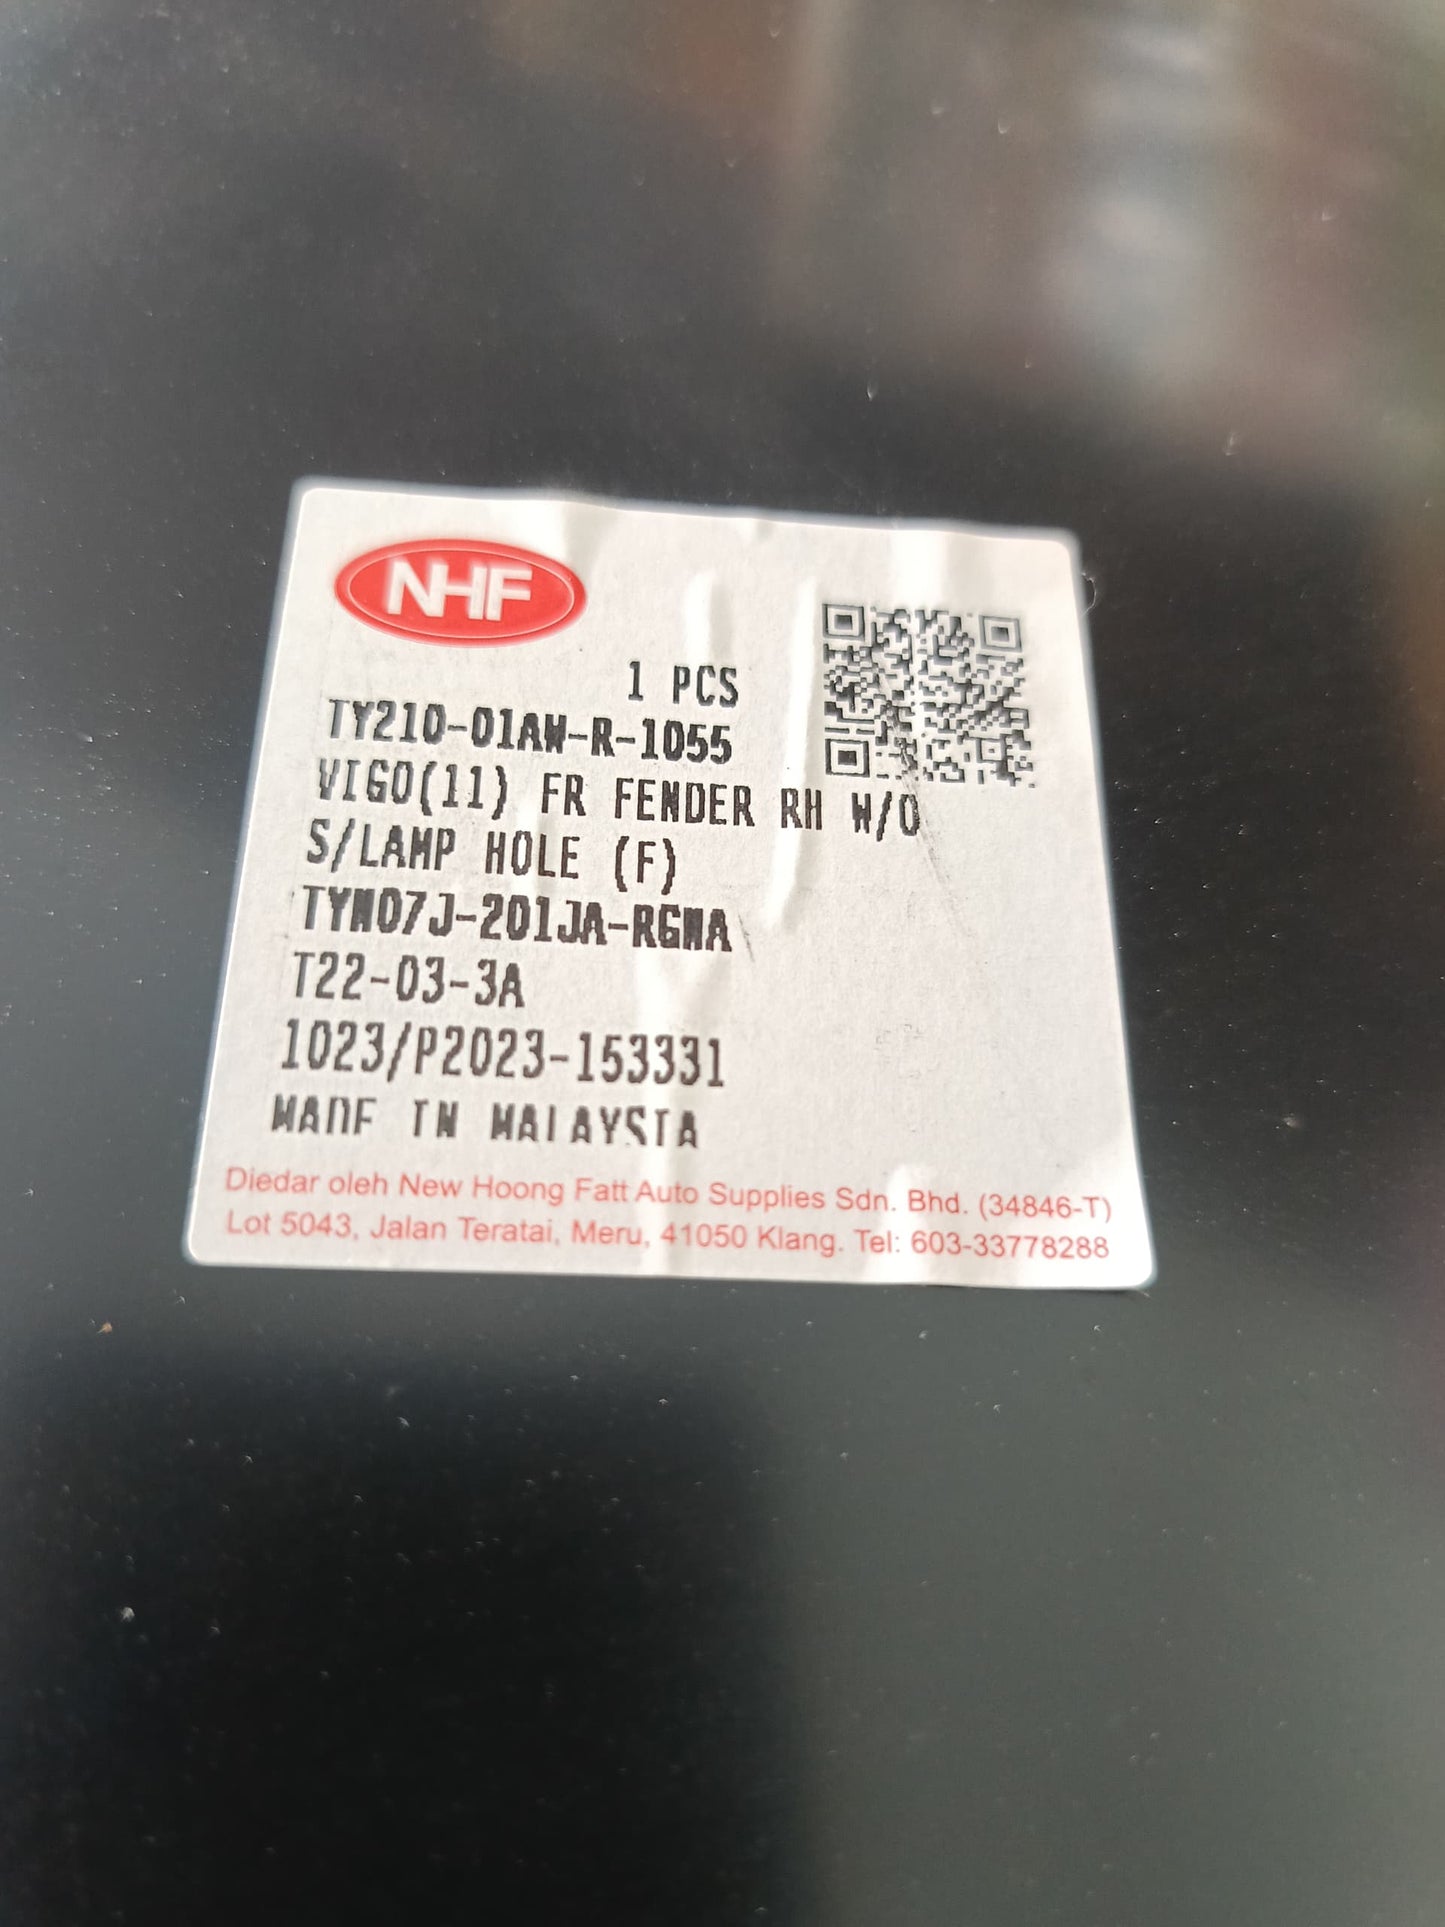 NHF
1 PCS
TY210-01AW-R-1055
VIGO(11) FR FENDER RH W/O
S/LAMP HOLE (F)
TYN07J-201JA-RGNA
T22-03-3A
1023/P2023-153331
MADE IN MALAYSIA
Diedar oleh New Hoong Fatt Auto Supplies Sdn. Bhd. (34846-T)
Lot 5043, Jalan Teratai, Meru, 41050 Klang. Tel: 603-33778288